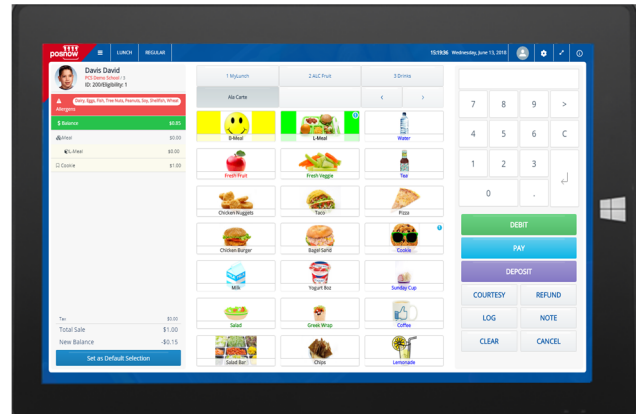 posnow
LUNCH
REGULAR
15:19:36 Wednesday, June 13, 2018
Davis David
PCS Demo School / 3
ID: 200/Eligibility: 1
Dairy, Eggs, Fish, Tree Nuts, Peanuts, Soy, Shellfish, Wheat
Allergens
$ Balance $0.85
Meal $0.00
L-Meal $0.00
Cookie $1.00
Tax $0.00
Total Sale $1.00
New Balance -$0.15
Set as Default Selection
1 MyLunch
2 ALC Fruit
3 Drinks
Ala Carte
< >
B-Meal
L-Meal
Water
Fresh Fruit
Fresh Veggie
Tea
Chicken Nuggets
Taco
Pizza
Chicken Burger
Bagel Sand
Cookie
Milk
Yogurt 8oz
Sunday Cup
Salad
Greek Wrap
Coffee
Salad Bar
Chips
Lemonade
7 8 9 >
4 5 6 C
1 2 3
0 .
DEBIT
PAY
DEPOSIT
COURTESY REFUND
LOG NOTE
CLEAR CANCEL